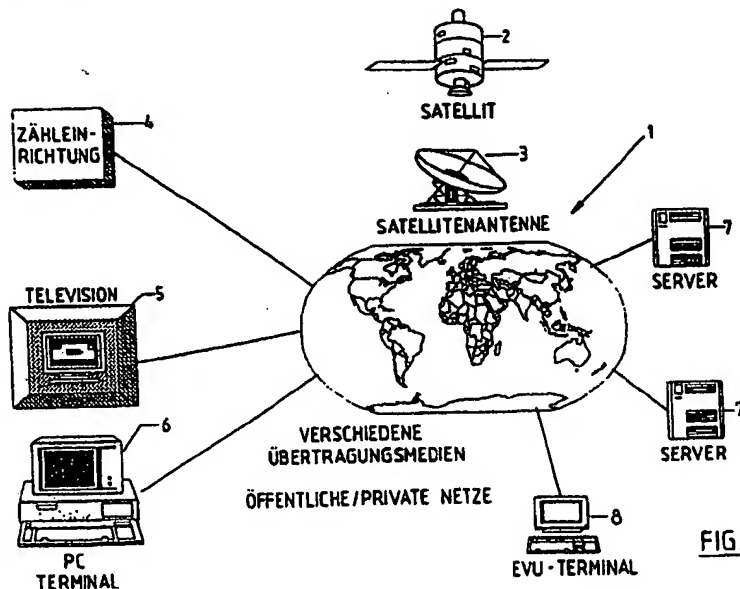 2
SATELLIT
4
ZÄHLEIN-
RICHTUNG
3
1
SATELLITENANTENNE
7
SERVER
TELEVISION
5
7
SERVER
6
VERSCHIEDENE
ÜBERTRAGUNGSMEDIEN
ÖFFENTLICHE/PRIVATE NETZE
PC
TERMINAL
8
EVU-TERMINAL
FIG